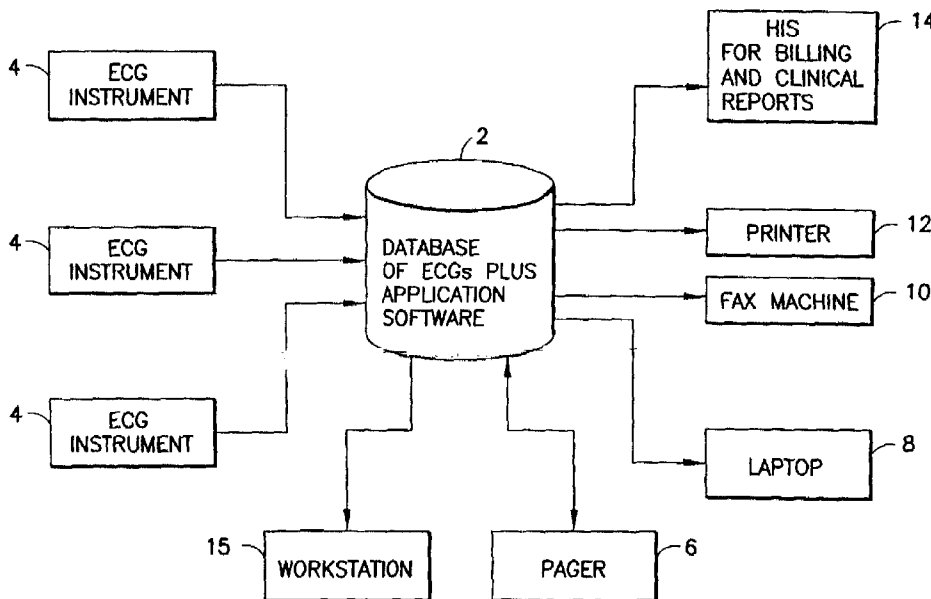 4
ECG
INSTRUMENT
4
ECG
INSTRUMENT
4
ECG
INSTRUMENT
2
DATABASE
OF ECGs PLUS
APPLICATION
SOFTWARE
HIS
FOR BILLING
AND CLINICAL
REPORTS
14
PRINTER
12
FAX MACHINE
10
LAPTOP
8
15
WORKSTATION
PAGER
6